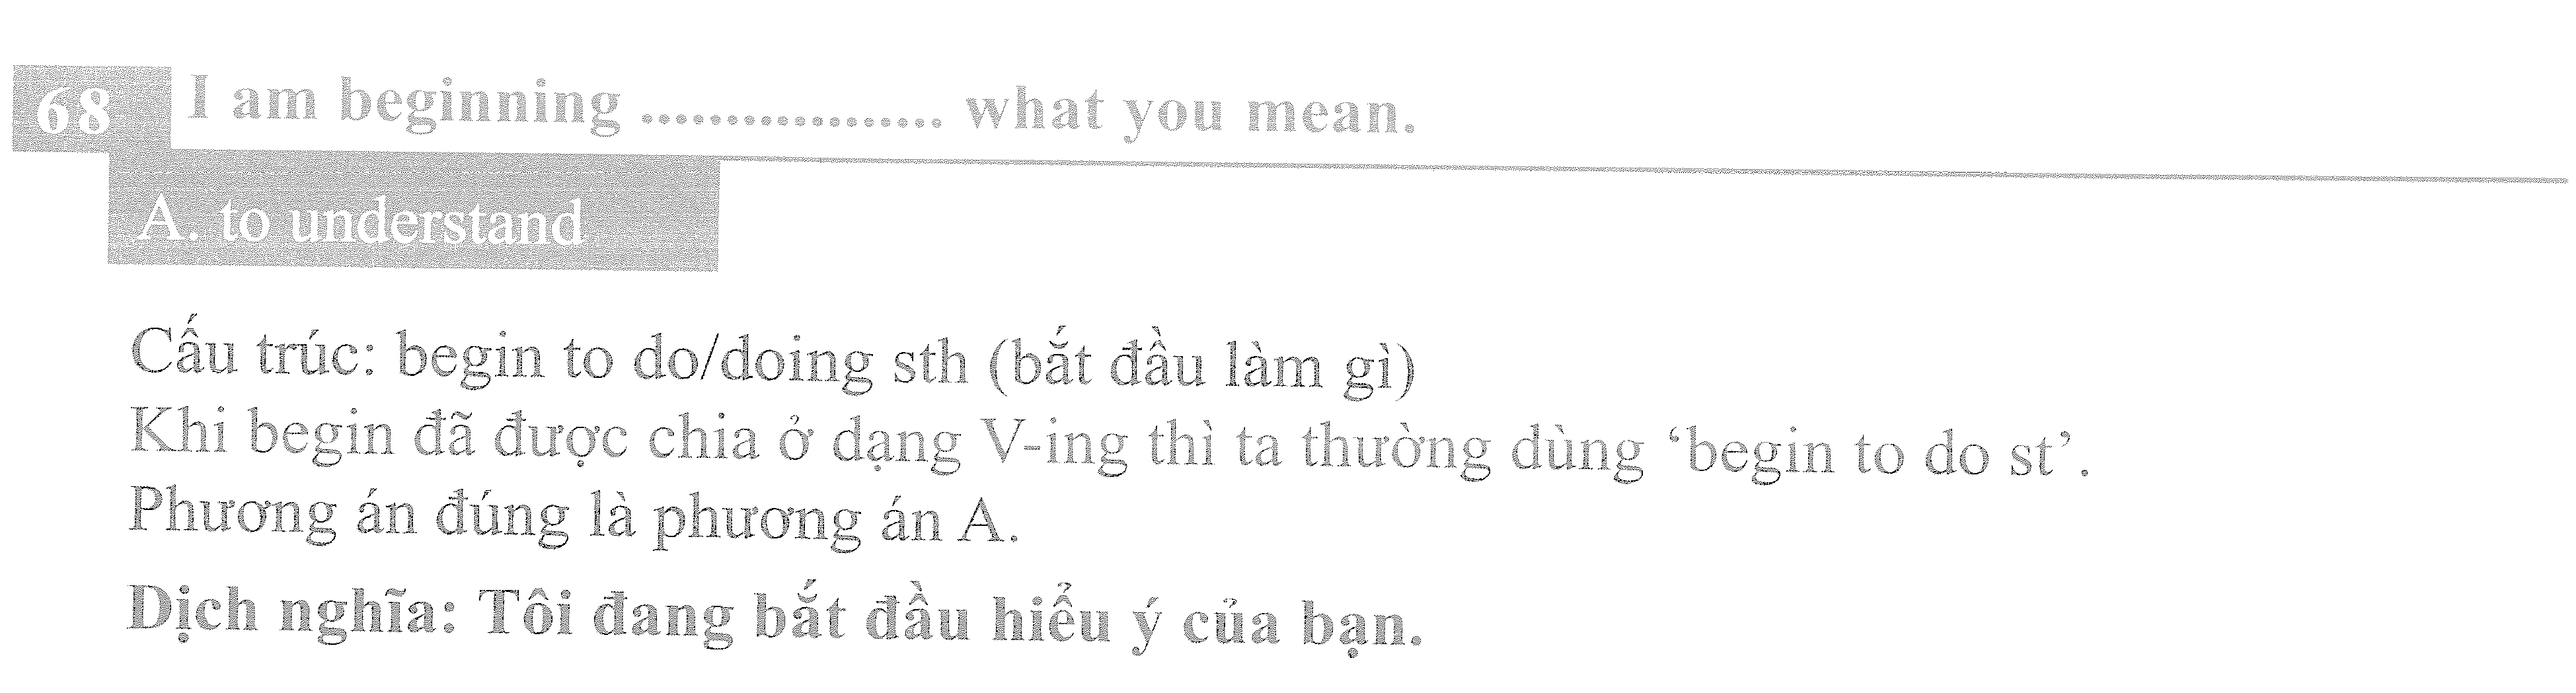 68 I am beginning .................. what you mean.
A. to understand
Cấu trúc: begin to do/doing sth (bắt đầu làm gì)
Khi begin đã được chia ở dạng V-ing thì ta thường dùng ‘begin to do st’.
Phương án đúng là phương án A.
Dịch nghĩa: Tôi đang bắt đầu hiểu ý của bạn.